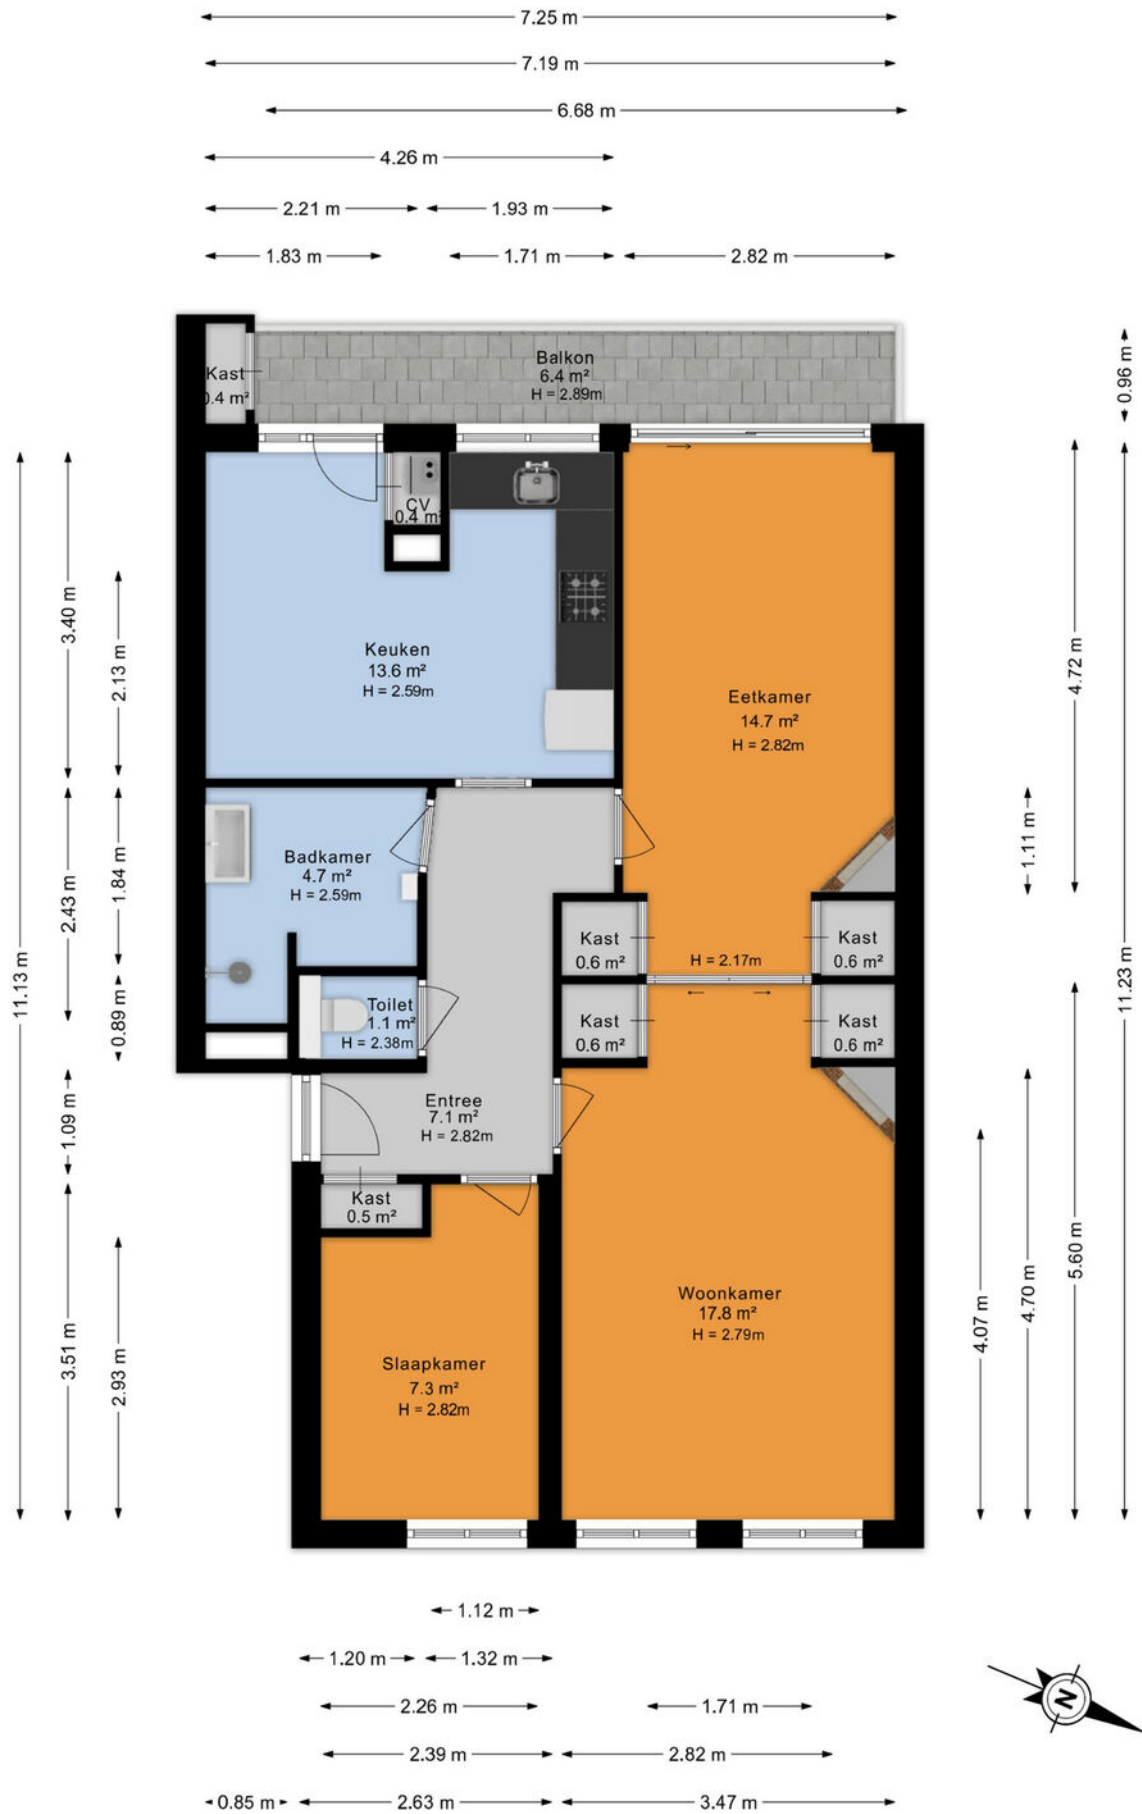 7.25 m
7.19 m
6.68 m
4.26 m
2.21 m
1.93 m
1.83 m
1.71 m
2.82 m
Balkon
6.4 m²
H = 2.89m
Kast
0.4 m²
0.96 m
CV
0.4 m²
Keuken
13.6 m²
H = 2.59m
Eetkamer
14.7 m²
H = 2.82m
3.40 m
2.13 m
4.72 m
Badkamer
4.7 m²
H = 2.59m
2.43 m
1.84 m
1.11 m
11.13 m
11.23 m
Kast
0.6 m²
H = 2.17m
Kast
0.6 m²
Kast
0.6 m²
Kast
0.6 m²
Toilet
1.1 m²
H = 2.38m
0.89 m
Entree
7.1 m²
H = 2.82m
1.09 m
Kast
0.5 m²
Woonkamer
17.8 m²
H = 2.79m
Slaapkamer
7.3 m²
H = 2.82m
3.51 m
2.93 m
4.07 m
4.70 m
5.60 m
1.12 m
1.20 m
1.32 m
2.26 m
1.71 m
2.39 m
2.82 m
0.85 m
2.63 m
3.47 m
N